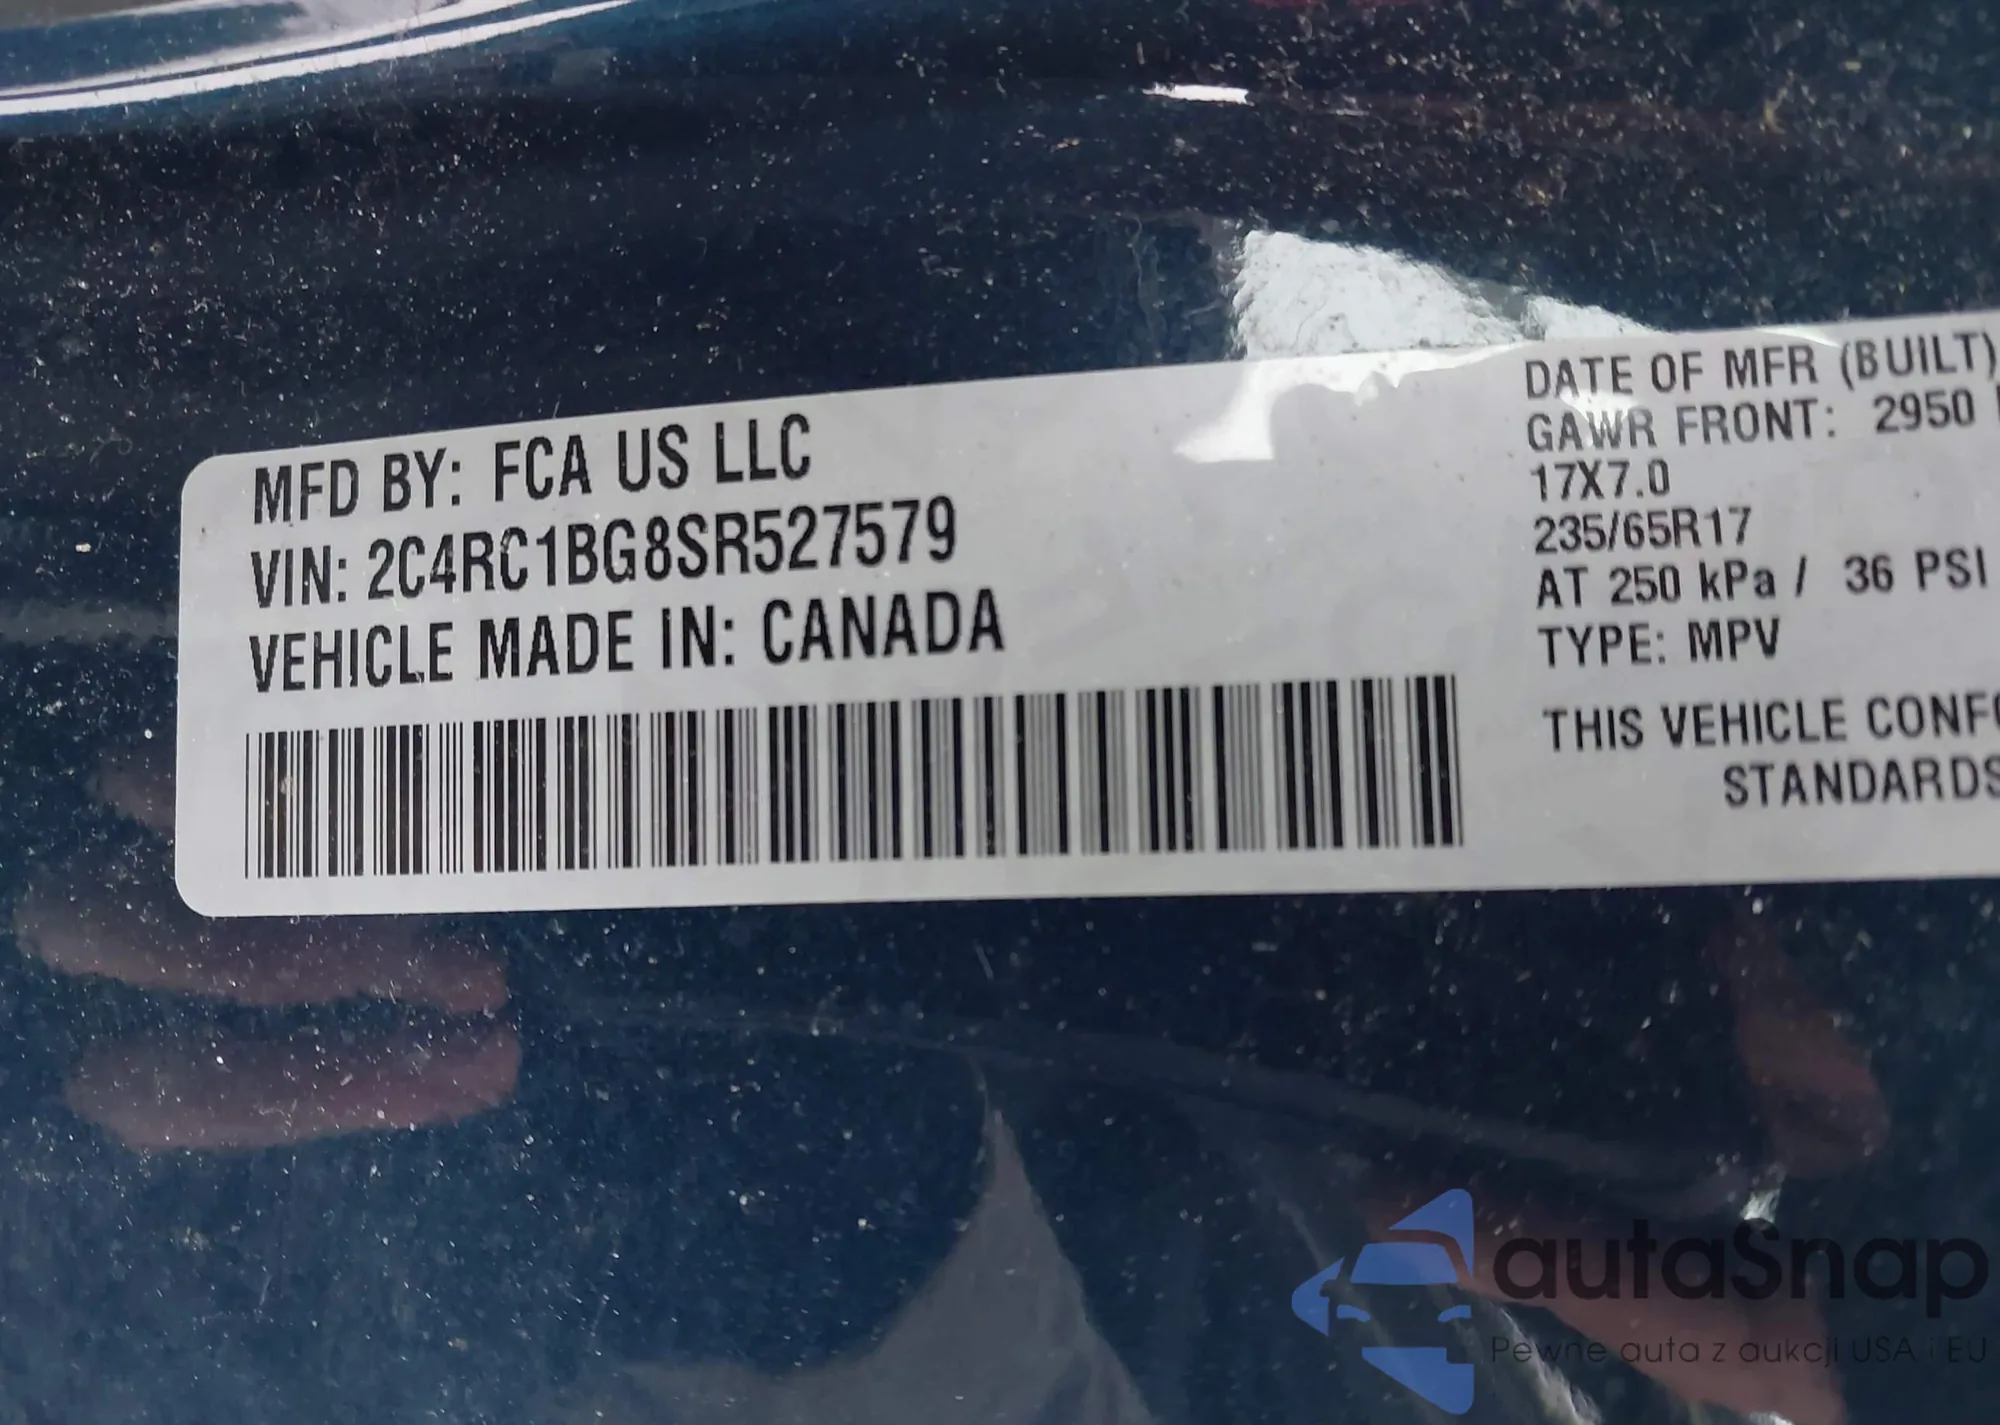 MFD BY: FCA US LLC
VIN: 2C4RC1BG8SR527579
VEHICLE MADE IN: CANADA
DATE OF MFR (BUILT)
GAWR FRONT: 2950
17X7.0
235/65R17
AT 250 kPa / 36 PSI
TYPE: MPV
THIS VEHICLE CONFO
STANDARDS
autaSnap
Pewne auta z aukcji USA i EU